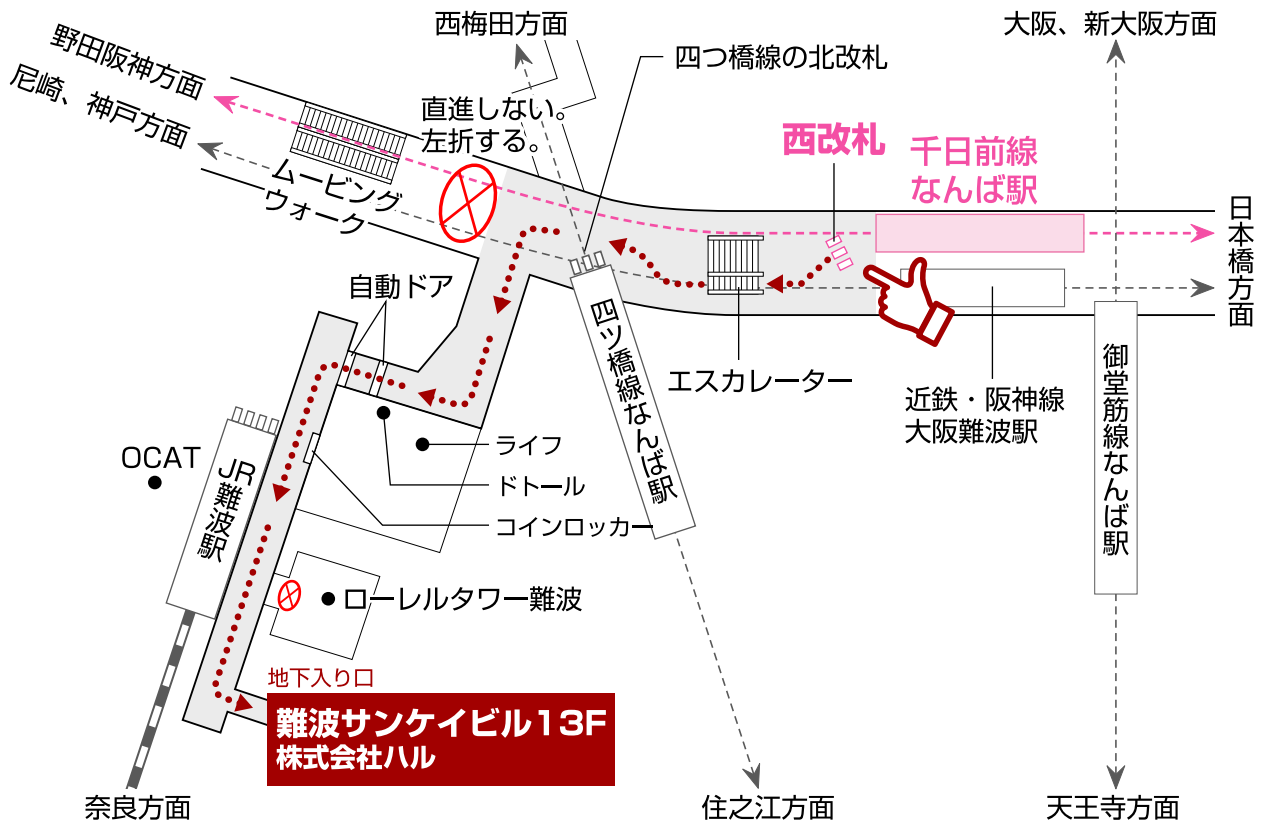 西梅田方面
大阪、新大阪方面
野田阪神方面
尼崎、神戸方面
四つ橋線の北改札
直進しない。
左折する。
西改札
千日前線
なんば駅
ムービング
ウォーク
日本橋方面
自動ドア
四ツ橋線なんば駅
エスカレーター
近鉄・阪神線
大阪難波駅
御堂筋線なんば駅
OCAT
JR難波駅
ライフ
ドトール
コインロッカー
ローレルタワー難波
地下入り口
難波サンケイビル13F
株式会社ハル
奈良方面
住之江方面
天王寺方面